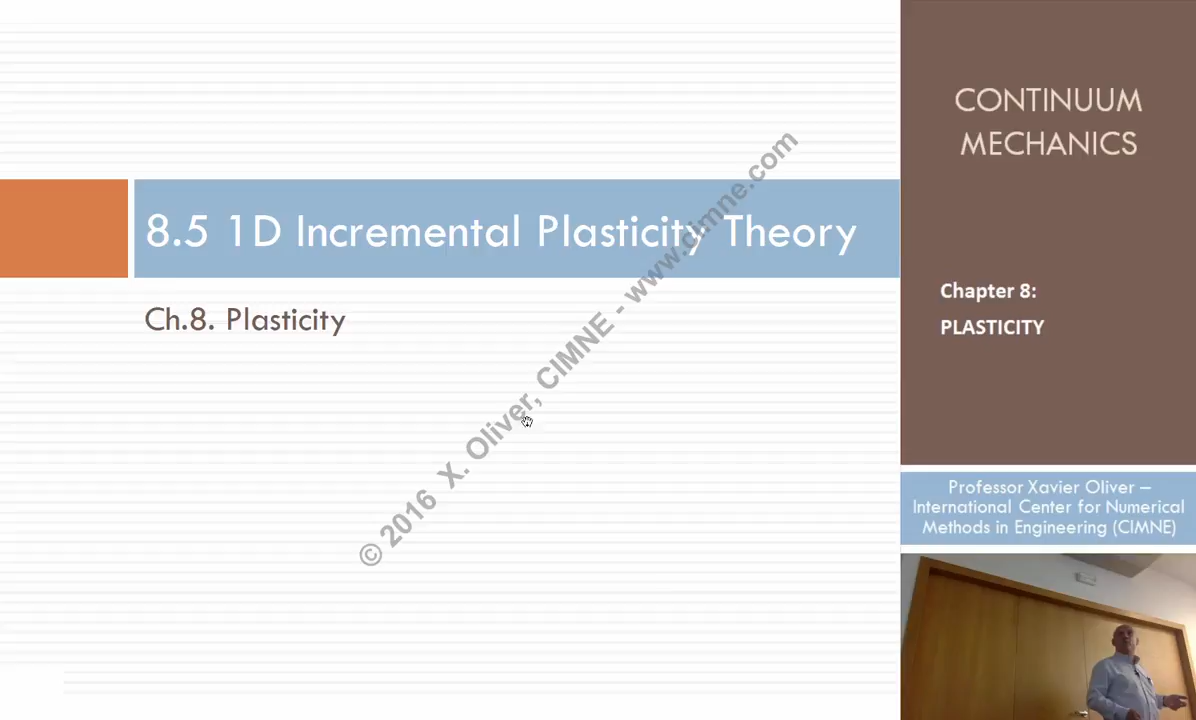 8.5 1D Incremental Plasticity Theory
Ch.8. Plasticity
© 2016 X. Oliver, CIMNE - www.cimne.com
CONTINUUM
MECHANICS
Chapter 8:
PLASTICITY
Professor Xavier Oliver –
International Center for Numerical
Methods in Engineering (CIMNE)